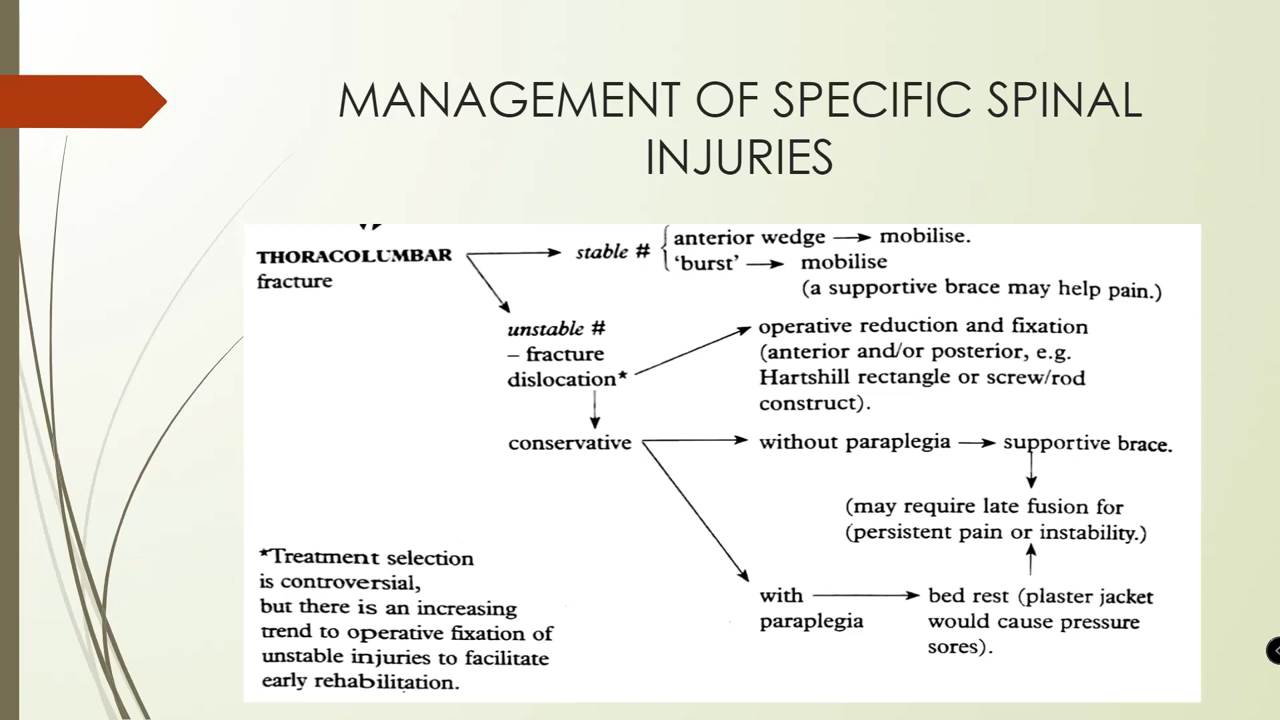 MANAGEMENT OF SPECIFIC SPINAL
INJURIES
THORACOLUMBAR
fracture
stable #
anterior wedge → mobilise.
'burst' → mobilise
(a supportive brace may help pain.)
unstable #
– fracture
dislocation*
operative reduction and fixation
(anterior and/or posterior, e.g.
Hartshill rectangle or screw/rod
construct).
conservative
without paraplegia → supportive brace.
(may require late fusion for
(persistent pain or instability.)
with
paraplegia
bed rest (plaster jacket
would cause pressure
sores).
*Treatment selection
is controversial,
but there is an increasing
trend to operative fixation of
unstable injuries to facilitate
early rehabilitation.